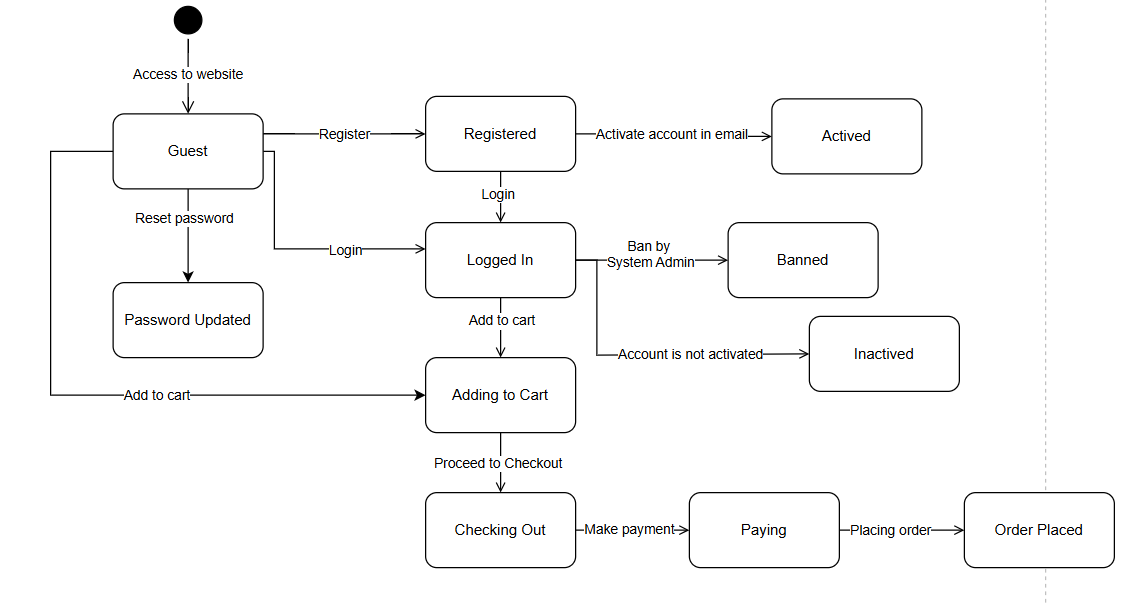 Access to website
Guest
Register
Registered
Activate account in email
Actived
Login
Reset password
Login
Logged In
Ban by
System Admin
Banned
Password Updated
Add to cart
Account is not activated
Inactived
Add to cart
Adding to Cart
Proceed to Checkout
Checking Out
Make payment
Paying
Placing order
Order Placed